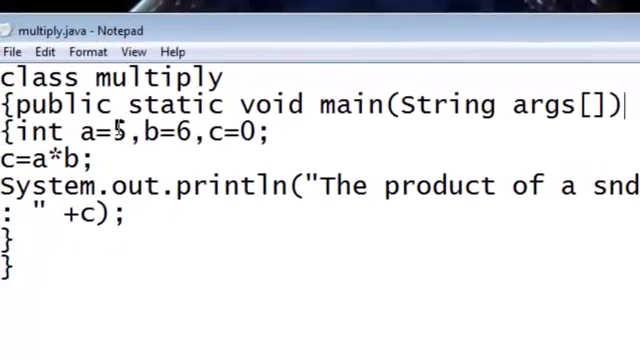 multiply.java - Notepad
File Edit Format View Help
class multiply
{public static void main(String args[])
{int a=5,b=6,c=0;
c=a*b;
System.out.println("The product of a snd
: " +c);
}
}